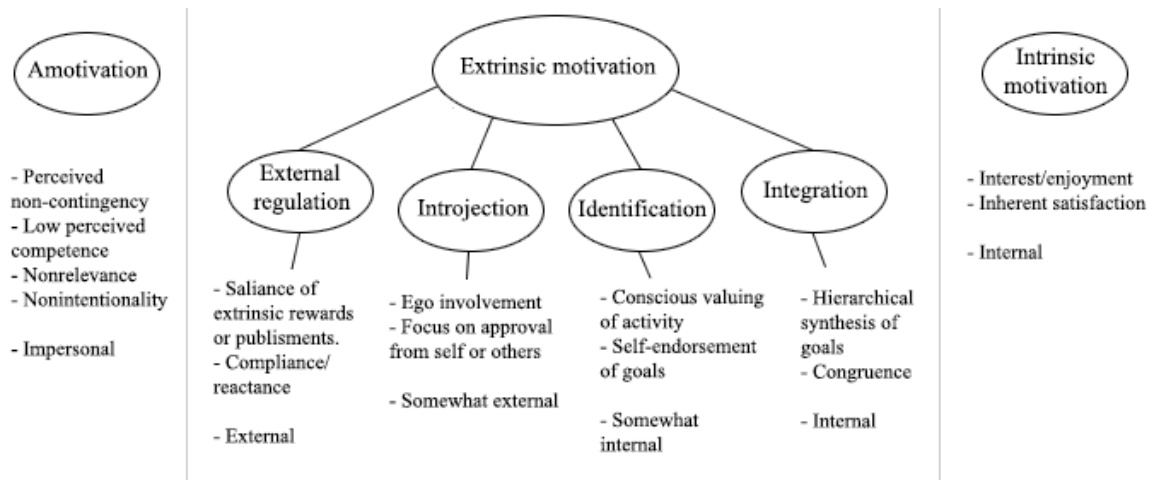 Amotivation
- Perceived
non-contingency
- Low perceived
competence
- Nonrelevance
- Nonintentionality
- Impersonal
Extrinsic motivation
External
regulation
- Saliance of
extrinsic rewards
or publisments.
- Compliance/
reactance
- External
Introjection
- Ego involvement
- Focus on approval
from self or others
- Somewhat external
Identification
- Conscious valuing
of activity
- Self-endorsement
of goals
- Somewhat
internal
Integration
- Hierarchical
synthesis of
goals
- Congruence
- Internal
Intrinsic
motivation
- Interest/enjoyment
- Inherent satisfaction
- Internal